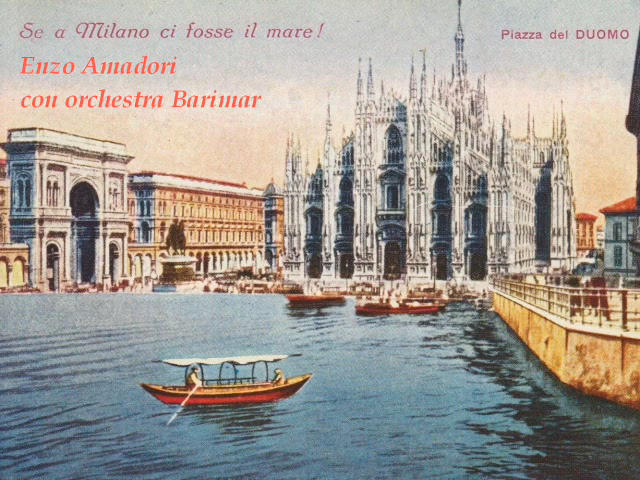 Se a Milano ci fosse il mare!
Piazza del DUOMO
Enzo Amadori
con orchestra Barimar